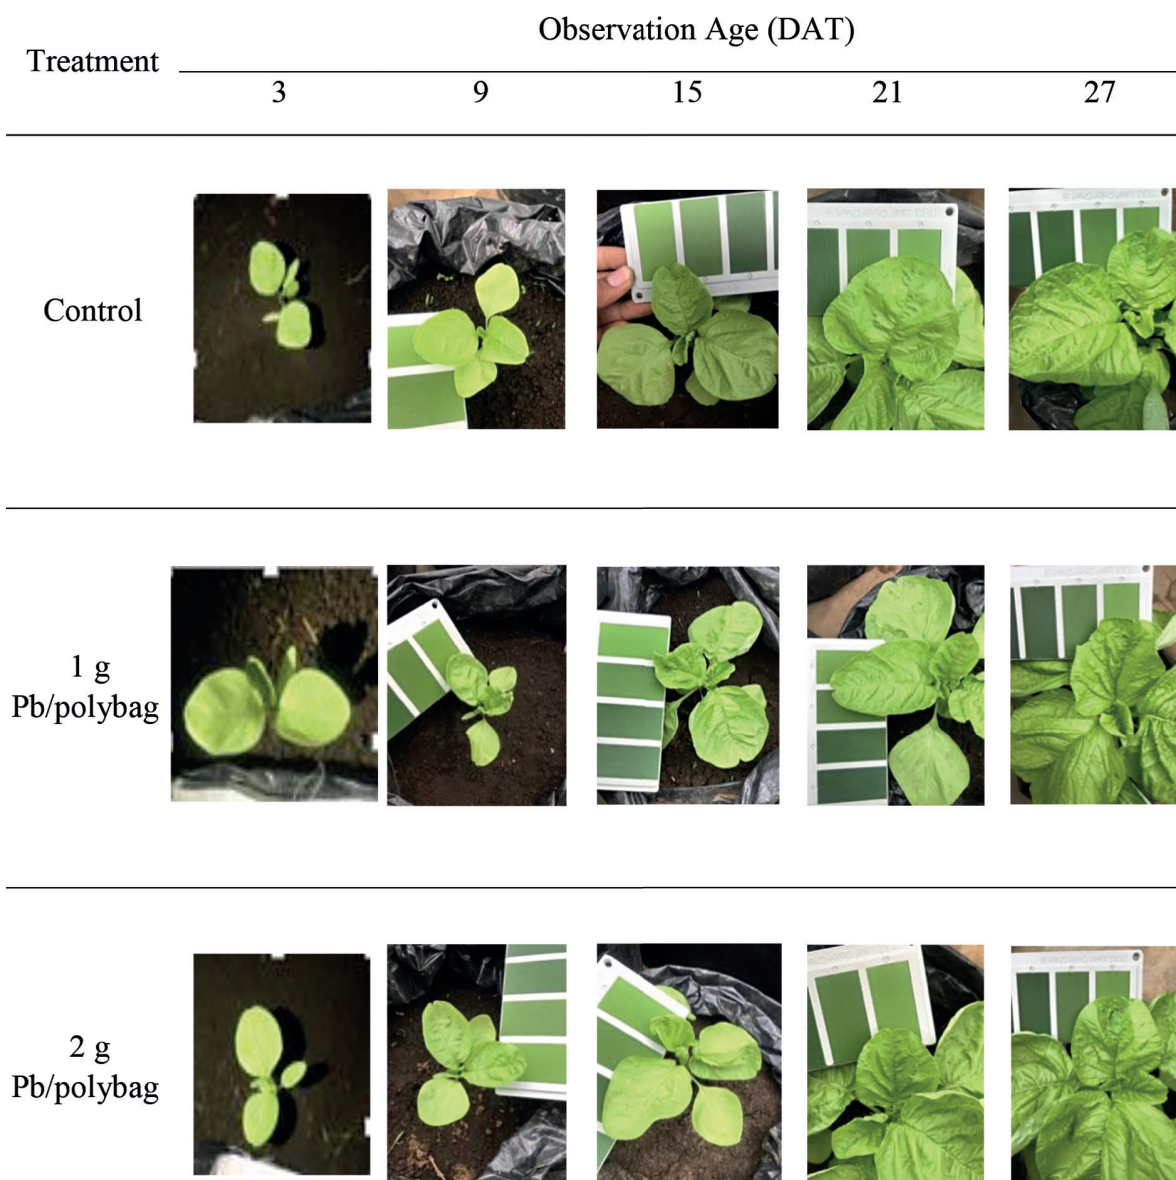 Observation Age (DAT)
Treatment
3 9 15 21 27
Control
1 g
Pb/polybag
2 g
Pb/polybag